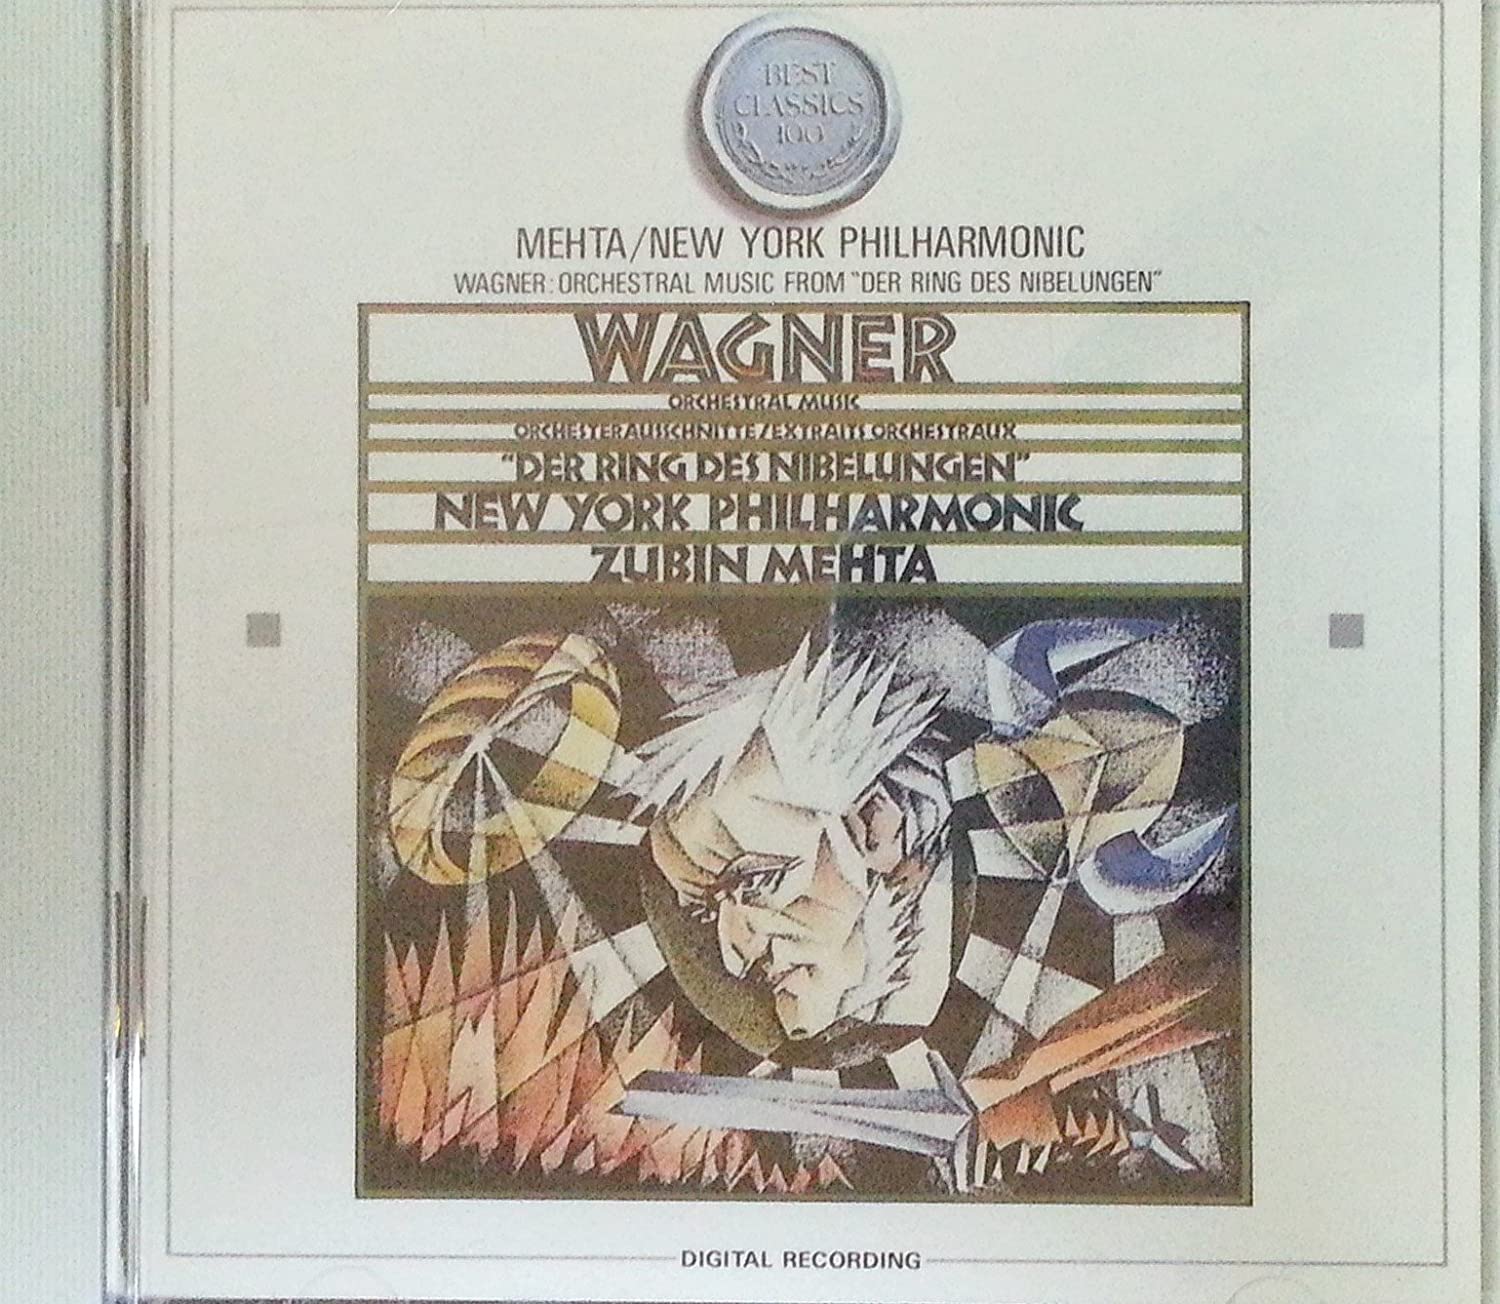 BEST
CLASSICS
100
MEHTA/NEW YORK PHILHARMONIC
WAGNER: ORCHESTRAL MUSIC FROM "DER RING DES NIBELUNGEN"
WAGNER
ORCHESTRAL MUSIC
ORCHESTERAUSSCHNITTE/EXTRAITS ORCHESTRAUX
"DER RING DES NIBELUNGEN"
NEW YORK PHILHARMONIC
ZUBIN MEHTA
DIGITAL RECORDING